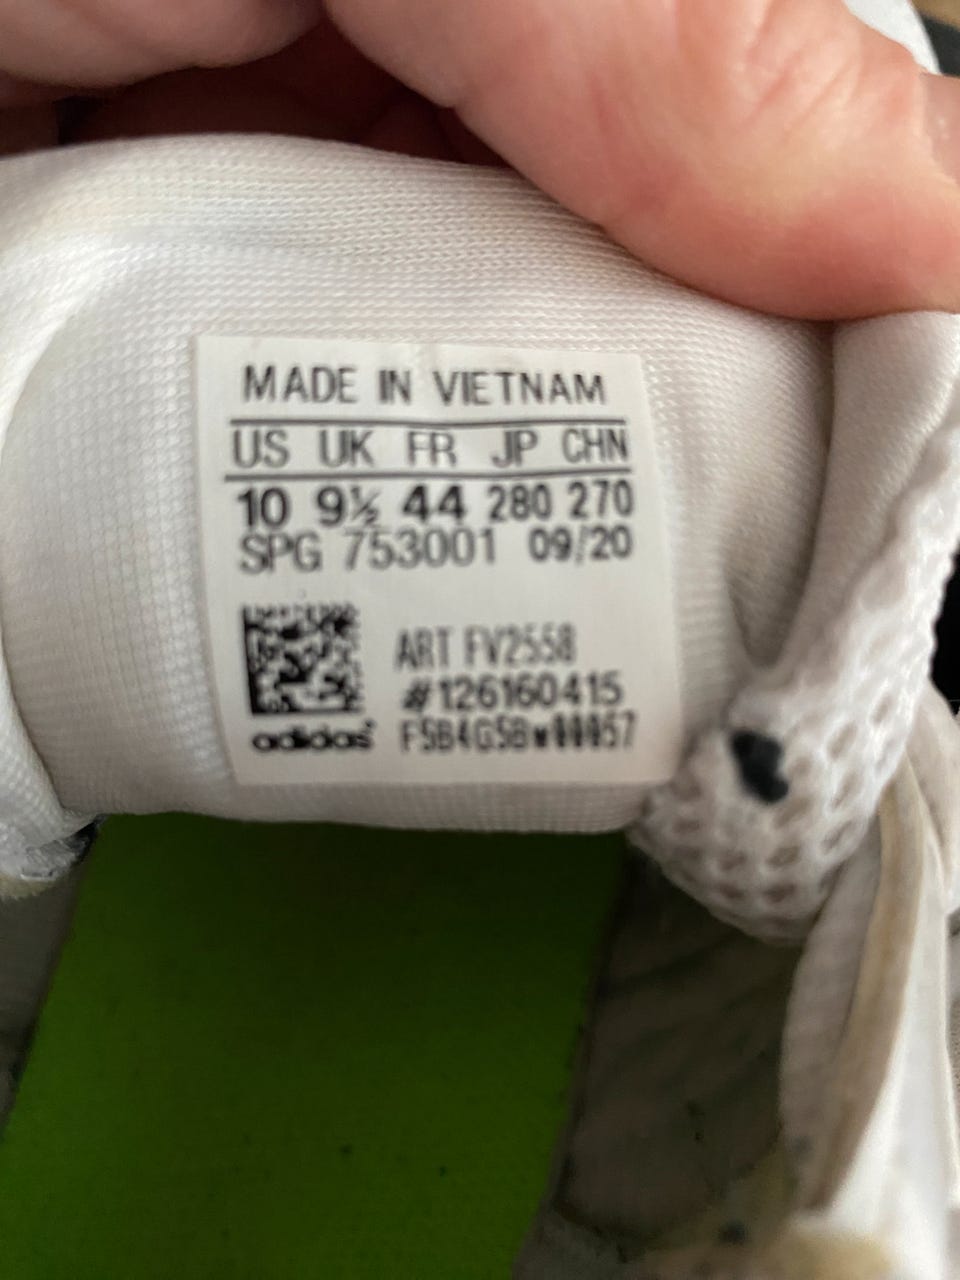 MADE IN VIETNAM
US UK FR JP CHN
10 9½ 44 280 270
SPG 753001 09/20
ART FV2558
#126160415
adidas